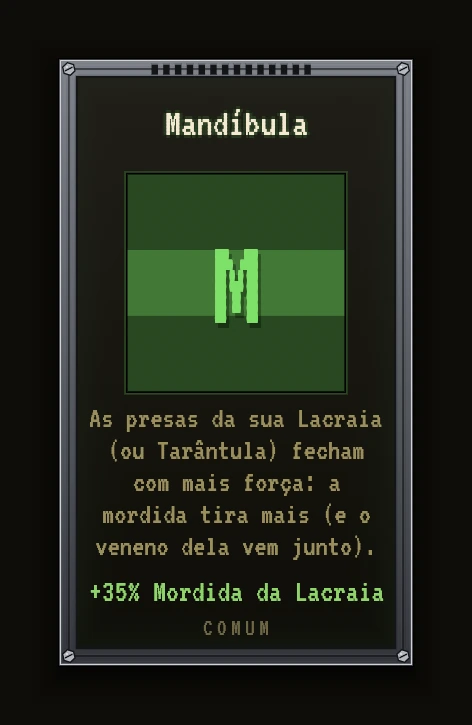 Mandíbula
M
As presas da sua Lacraia
(ou Tarântula) fecham
com mais força: a
mordida tira mais (e o
veneno dela vem junto).
+35% Mordida da Lacraia
COMUM